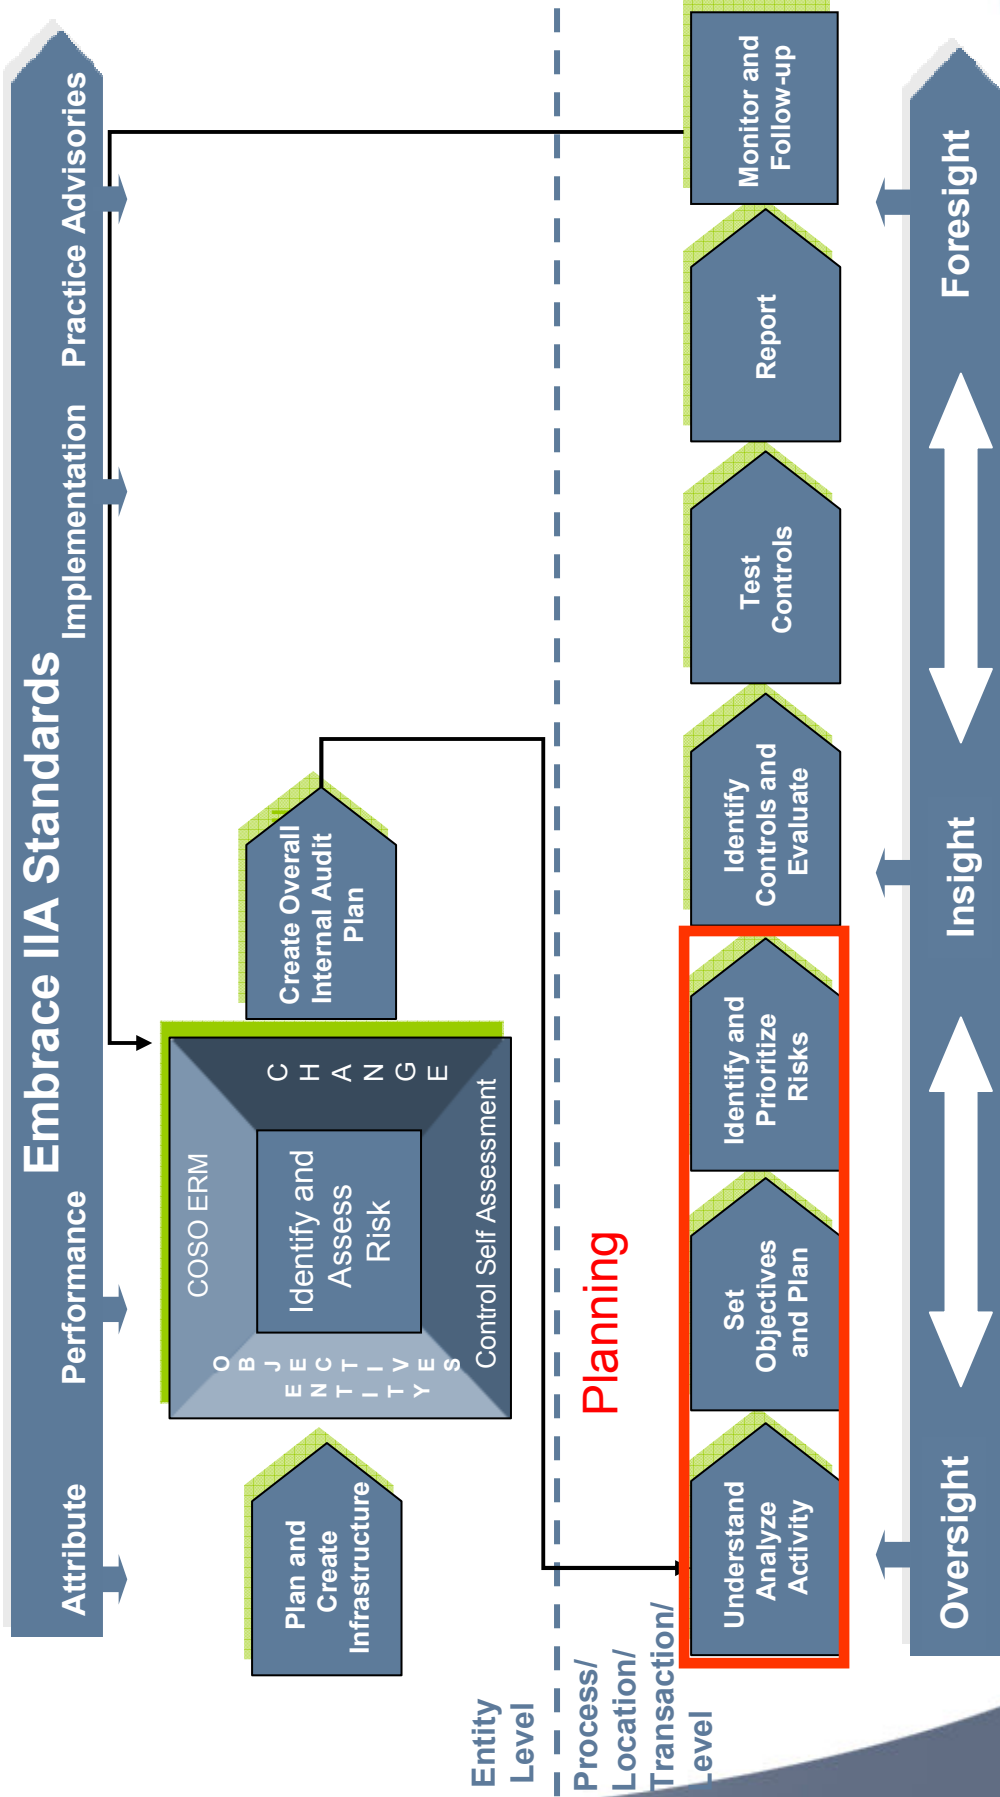 Embrace IIA Standards
Attribute
Performance
Implementation
Practice Advisories
Entity
Level
Plan and
Create
Infrastructure
COSO ERM
O
B
J
E
C
T
I
V
E
S
E
N
T
I
T
Y
Identify and
Assess
Risk
C
H
A
N
G
E
Control Self Assessment
Create Overall
Internal Audit
Plan
Process/
Location/
Transaction/
Level
Planning
Understand
Analyze
Activity
Set
Objectives
and Plan
Identify and
Prioritize
Risks
Identify
Controls and
Evaluate
Test
Controls
Report
Monitor and
Follow-up
Oversight
Insight
Foresight